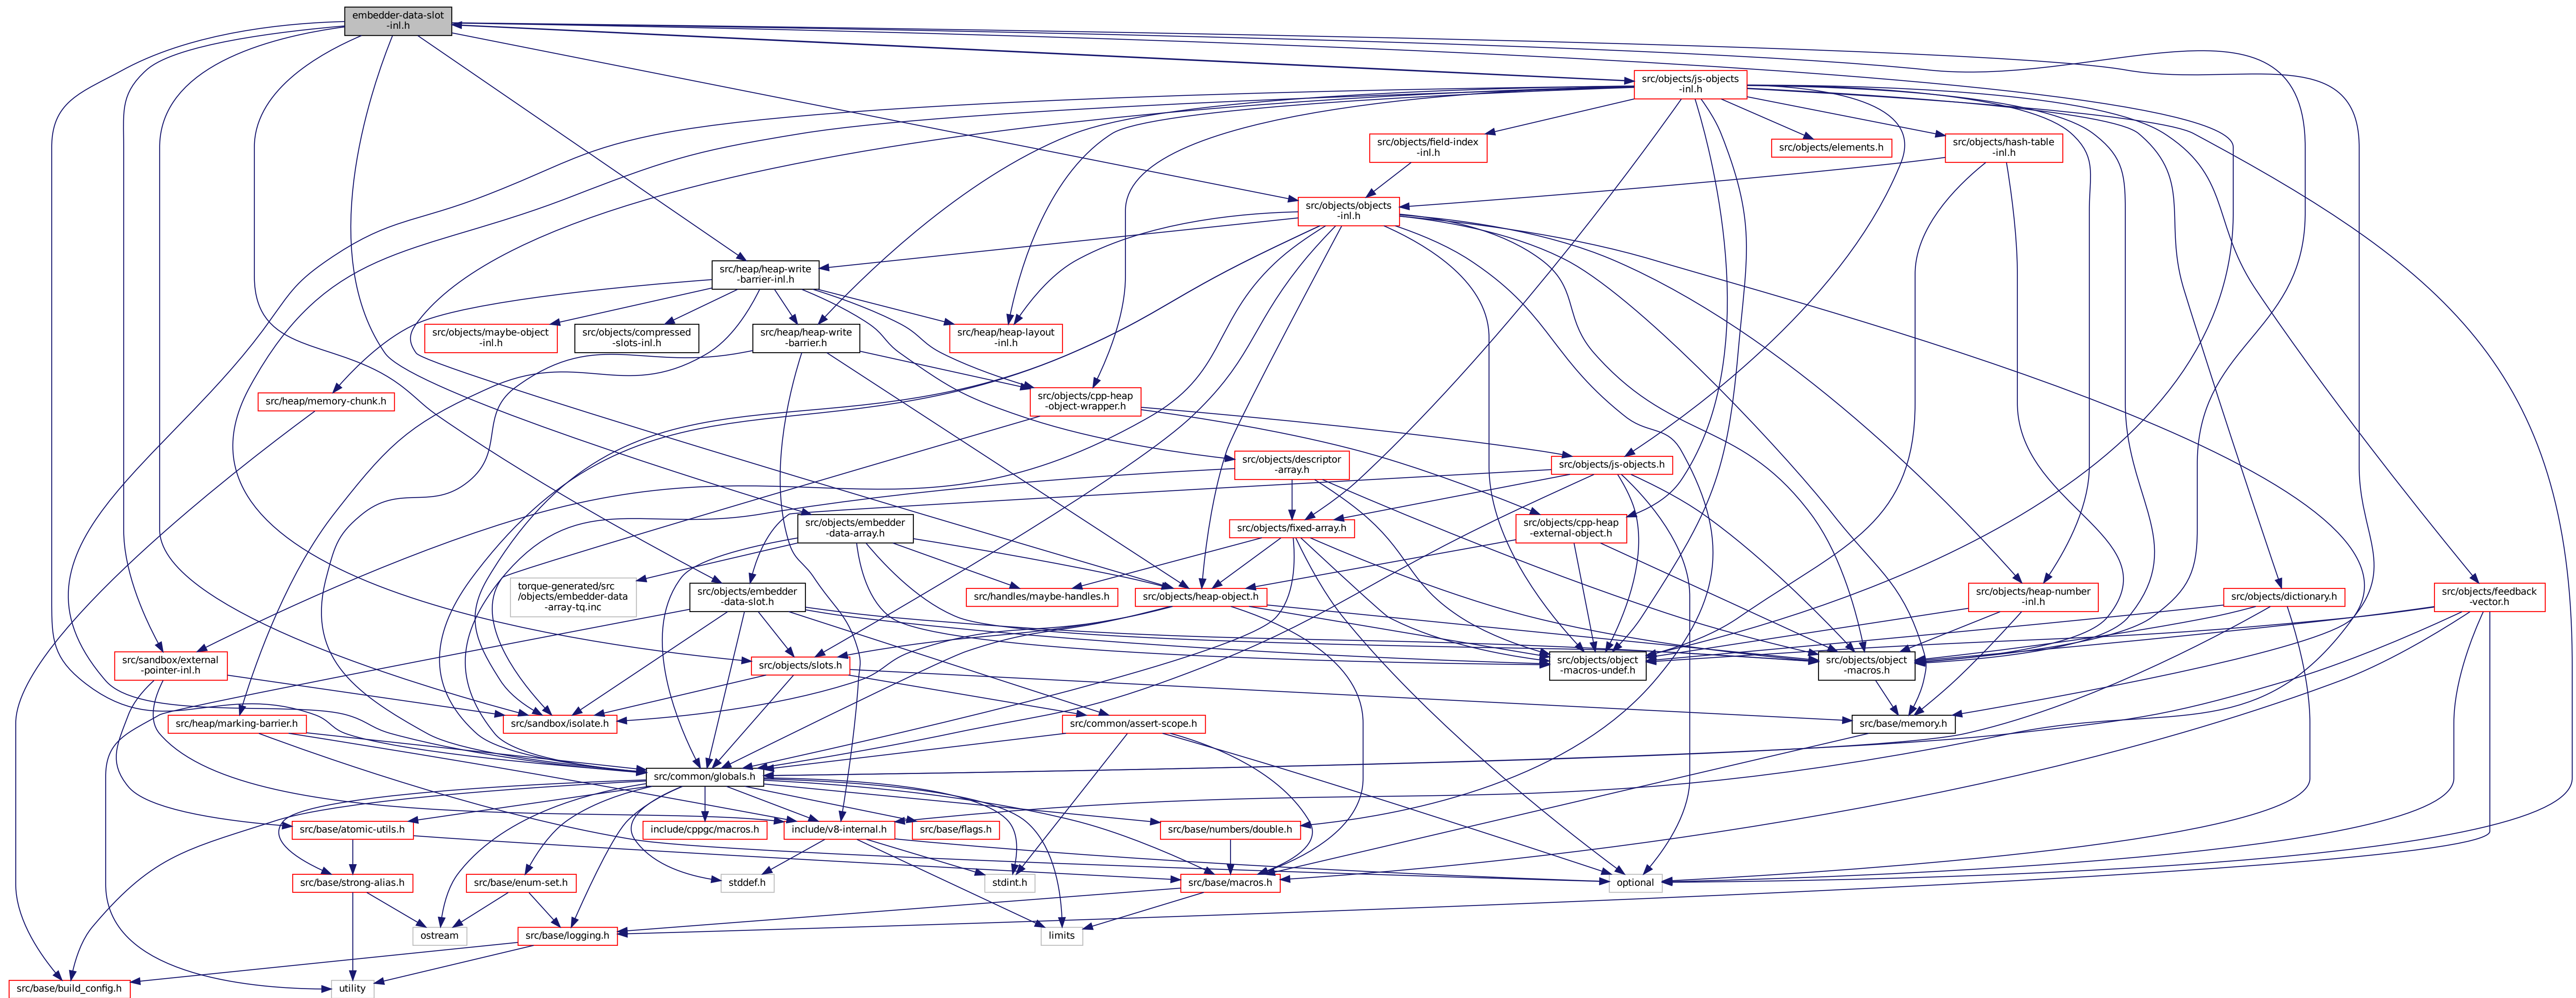 embedder-data-slot
-inl.h
src/objects/js-objects
-inl.h
src/objects/field-index
-inl.h
src/objects/elements.h
src/objects/hash-table
-inl.h
src/objects/objects
-inl.h
src/heap/heap-write
-barrier-inl.h
src/objects/maybe-object
-inl.h
src/objects/compressed
-slots-inl.h
src/heap/heap-write
-barrier.h
src/heap/heap-layout
-inl.h
src/heap/memory-chunk.h
src/objects/cpp-heap
-object-wrapper.h
src/objects/descriptor
-array.h
src/objects/js-objects.h
src/objects/embedder
-data-array.h
src/objects/fixed-array.h
src/objects/cpp-heap
-external-object.h
torque-generated/src
/objects/embedder-data
-array-tq.inc
src/objects/embedder
-data-slot.h
src/handles/maybe-handles.h
src/objects/heap-object.h
src/objects/heap-number
-inl.h
src/objects/dictionary.h
src/objects/feedback
-vector.h
src/sandbox/external
-pointer-inl.h
src/objects/slots.h
src/objects/object
-macros-undef.h
src/objects/object
-macros.h
src/heap/marking-barrier.h
src/sandbox/isolate.h
src/common/assert-scope.h
src/base/memory.h
src/common/globals.h
src/base/atomic-utils.h
include/cppgc/macros.h
include/v8-internal.h
src/base/flags.h
src/base/numbers/double.h
src/base/strong-alias.h
src/base/enum-set.h
stddef.h
stdint.h
src/base/macros.h
optional
ostream
src/base/logging.h
limits
src/base/build_config.h
utility